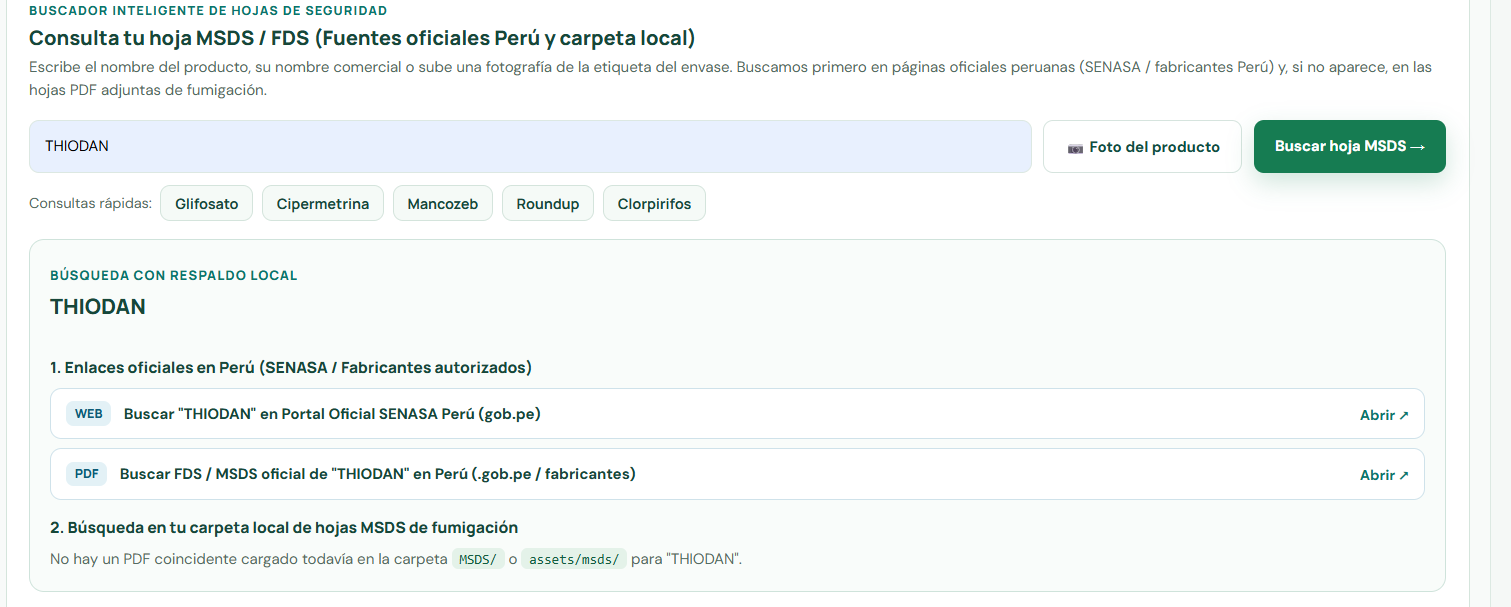 BUSCADOR INTELIGENTE DE HOJAS DE SEGURIDAD
Consulta tu hoja MSDS / FDS (Fuentes oficiales Perú y carpeta local)
Escribe el nombre del producto, su nombre comercial o sube una fotografía de la etiqueta del envase. Buscamos primero en páginas oficiales peruanas (SENASA / fabricantes Perú) y, si no aparece, en las
hojas PDF adjuntas de fumigación.
THIODAN
Foto del producto
Buscar hoja MSDS →
Consultas rápidas: Glifosato Cipermetrina Mancozeb Roundup Clorpirifos
BÚSQUEDA CON RESPALDO LOCAL
THIODAN
1. Enlaces oficiales en Perú (SENASA / Fabricantes autorizados)
WEB Buscar "THIODAN" en Portal Oficial SENASA Perú (gob.pe) Abrir ↗
PDF Buscar FDS / MSDS oficial de "THIODAN" en Perú (.gob.pe / fabricantes) Abrir ↗
2. Búsqueda en tu carpeta local de hojas MSDS de fumigación
No hay un PDF coincidente cargado todavía en la carpeta MSDS/ o assets/msds/ para "THIODAN".